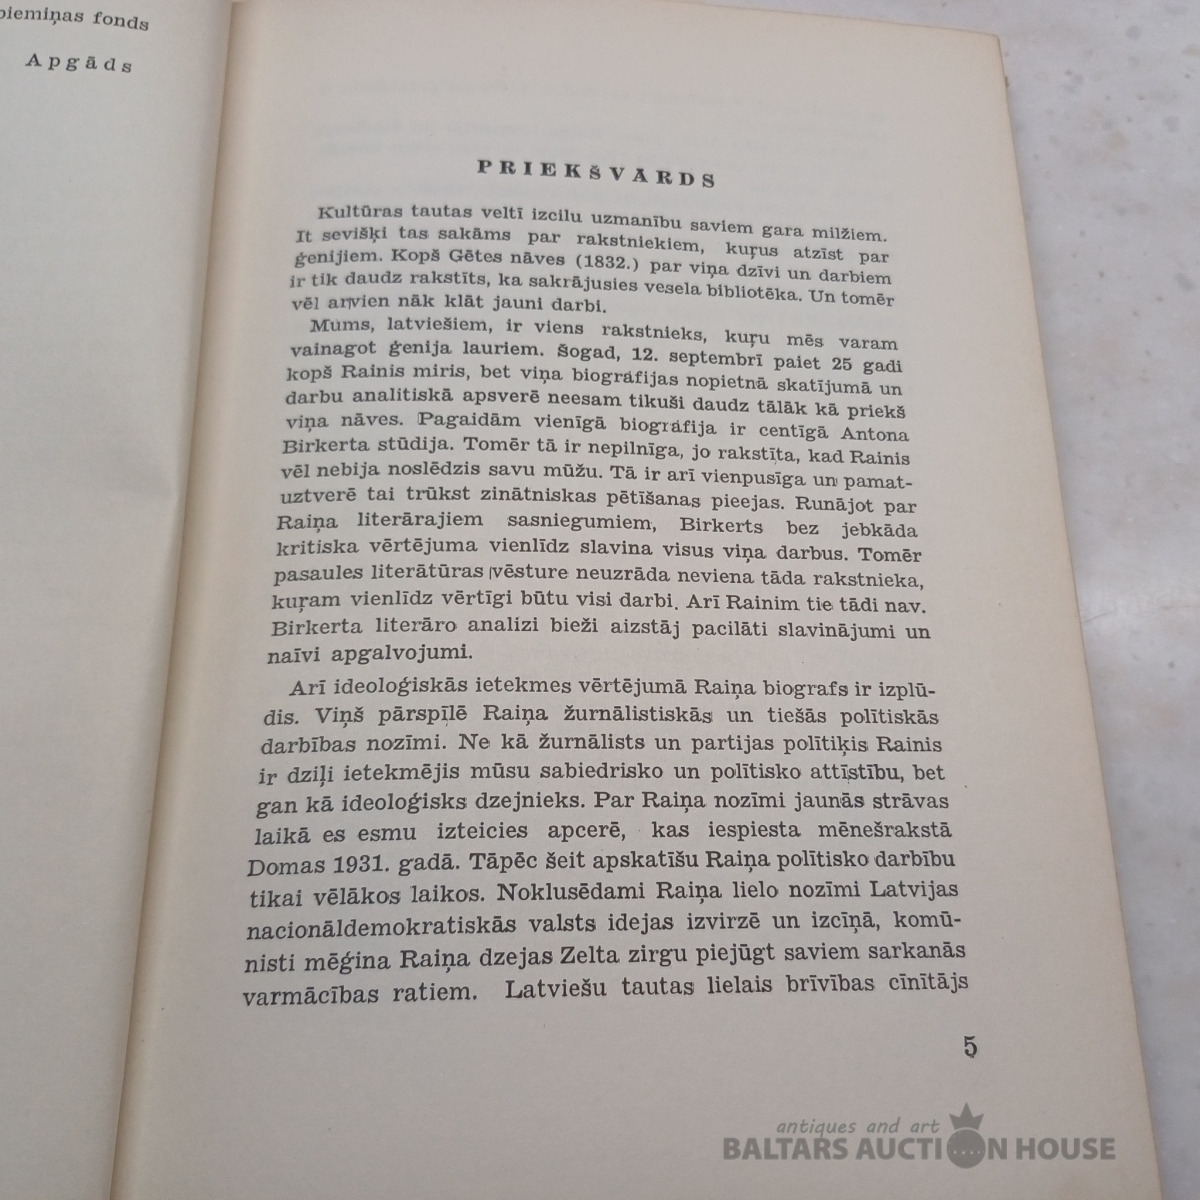 piemiņas fonds
Apgāds
PRIEKŠVĀRDS
Kultūras tautas veltī izcilu uzmanību saviem gara milžiem.
It sevišķi tas sakāms par rakstniekiem, kuŗus atzīst par
ģenijiem. Kopš Gētes nāves (1832.) par viņa dzīvi un darbiem
ir tik daudz rakstīts, ka sakrājusies vesela bibliotēka. Un tomēr
vēl arvien nāk klāt jauni darbi.
Mums, latviešiem, ir viens rakstnieks, kuŗu mēs varam
vainagot ģenija lauriem. Šogad, 12. septembrī paiet 25 gadi
kopš Rainis miris, bet viņa biogrāfijas nopietnā skatījumā un
darbu analitiskā apsverē neesam tikuši daudz tālāk kā priekš
viņa nāves. Pagaidām vienīgā biogrāfija ir centīgā Antona
Birkerta stūdija. Tomēr tā ir nepilnīga, jo rakstīta, kad Rainis
vēl nebija noslēdzis savu mūžu. Tā ir arī vienpusīga un pamat-
uztverē tai trūkst zinātniskas pētīšanas pieejas. Runājot par
Raiņa literārajiem sasniegumiem, Birkerts bez jebkāda
kritiska vērtējuma vienlīdz slavina visus viņa darbus. Tomēr
pasaules literātūras vēsture neuzrāda neviena tāda rakstnieka,
kuŗam vienlīdz vērtīgi būtu visi darbi. Arī Rainim tie tādi nav.
Birkerta literāro analizi bieži aizstāj pacilāti slavinājumi un
naīvi apgalvojumi.
Arī ideoloģiskās ietekmes vērtējumā Raiņa biografs ir izplū-
dis. Viņš pārspīlē Raiņa žurnālistiskās un tiešās polītiskās
darbības nozīmi. Ne kā žurnālists un partijas polītiķis Rainis
ir dziļi ietekmējis mūsu sabiedrisko un polītisko attīstību, bet
gan kā ideoloģisks dzejnieks. Par Raiņa nozīmi jaunās strāvas
laikā es esmu izteicies apcerē, kas iespiesta mēnešrakstā
Domas 1931. gadā. Tāpēc šeit apskatīšu Raiņa polītisko darbību
tikai vēlākos laikos. Noklusēdami Raiņa lielo nozīmi Latvijas
nacionāldemokratiskās valsts idejas izvirzē un izcīņā, komū-
nisti mēģina Raiņa dzejas Zelta zirgu piejūgt saviem sarkanās
varmācības ratiem. Latviešu tautas lielais brīvības cīnītājs
5
antiques and art
BALTARS AUCTION HOUSE